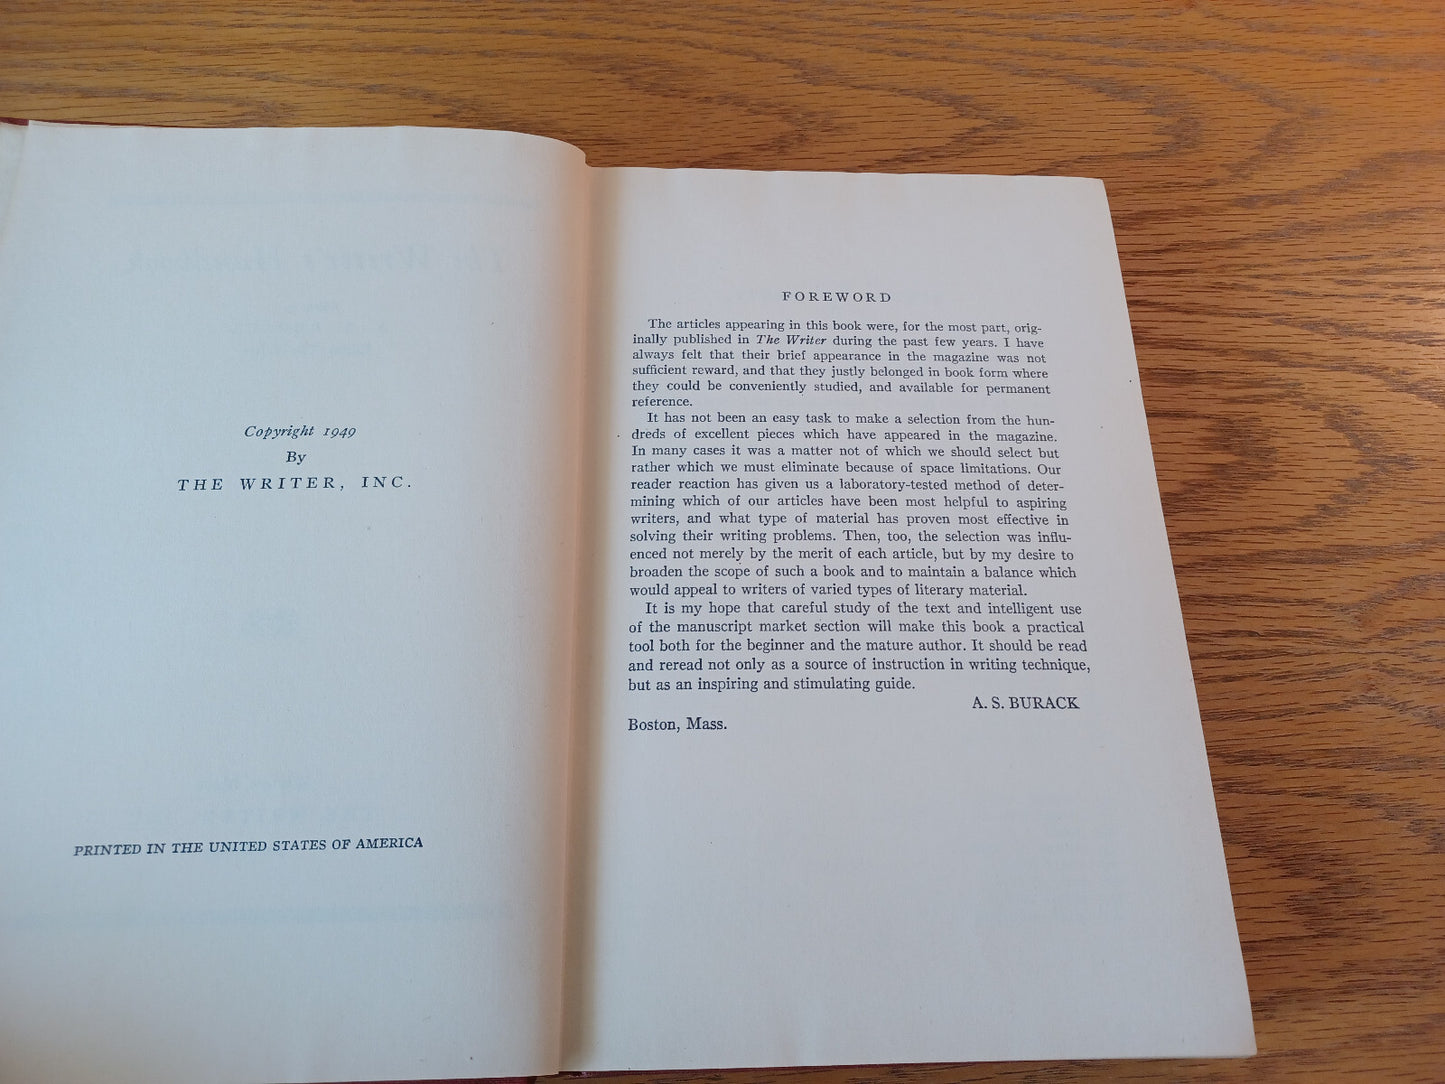 Copyright 1949
By
THE WRITER, INC.
PRINTED IN THE UNITED STATES OF AMERICA
FOREWORD
The articles appearing in this book were, for the most part, orig-
inally published in The Writer during the past few years. I have
always felt that their brief appearance in the magazine was not
sufficient reward, and that they justly belonged in book form where
they could be conveniently studied, and available for permanent
reference.
It has not been an easy task to make a selection from the hun-
dreds of excellent pieces which have appeared in the magazine.
In many cases it was a matter not of which we should select but
rather which we must eliminate because of space limitations. Our
reader reaction has given us a laboratory-tested method of deter-
mining which of our articles have been most helpful to aspiring
writers, and what type of material has proven most effective in
solving their writing problems. Then, too, the selection was influ-
enced not merely by the merit of each article, but by my desire to
broaden the scope of such a book and to maintain a balance which
would appeal to writers of varied types of literary material.
It is my hope that careful study of the text and intelligent use
of the manuscript market section will make this book a practical
tool both for the beginner and the mature author. It should be read
and reread not only as a source of instruction in writing technique,
but as an inspiring and stimulating guide.
A. S. BURACK
Boston, Mass.